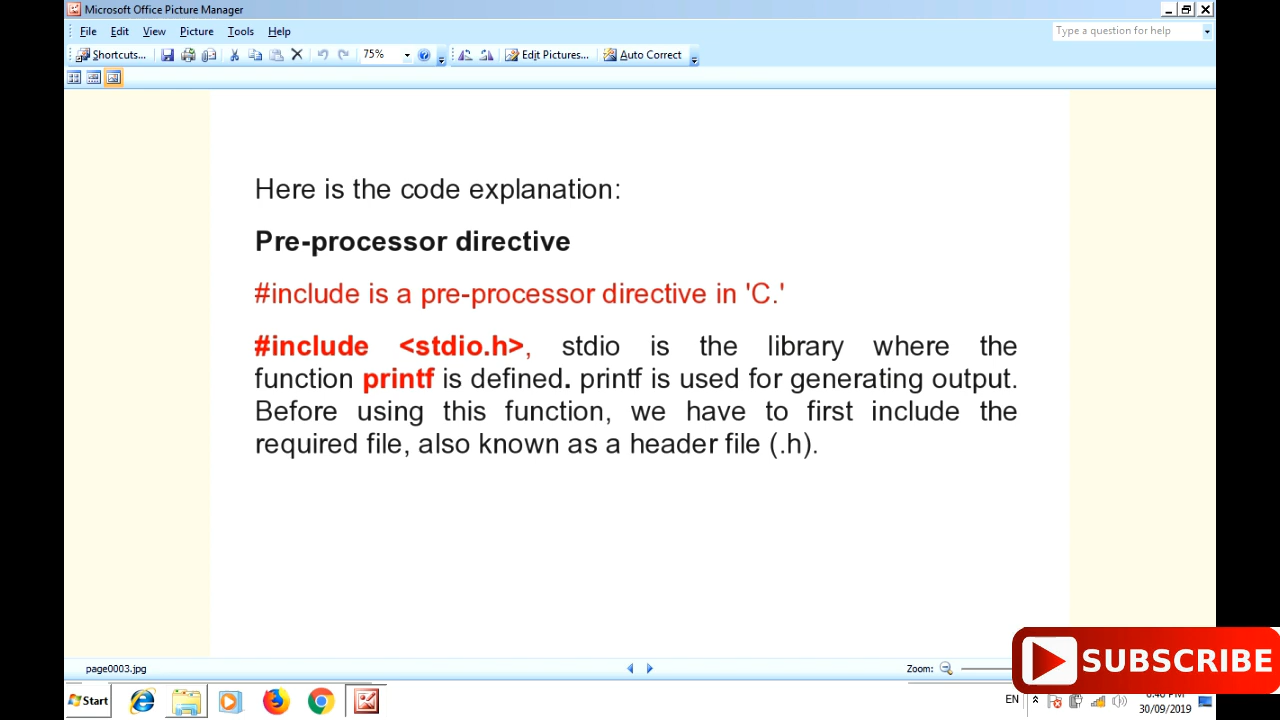 Microsoft Office Picture Manager
File Edit View Picture Tools Help
Type a question for help
Shortcuts... 75% Edit Pictures... Auto Correct
Here is the code explanation:
Pre-processor directive
#include is a pre-processor directive in 'C.'
#include <stdio.h>, stdio is the library where the
function printf is defined. printf is used for generating output.
Before using this function, we have to first include the
required file, also known as a header file (.h).
page0003.jpg
Zoom:
SUBSCRIBE
Start
EN
30/09/2019